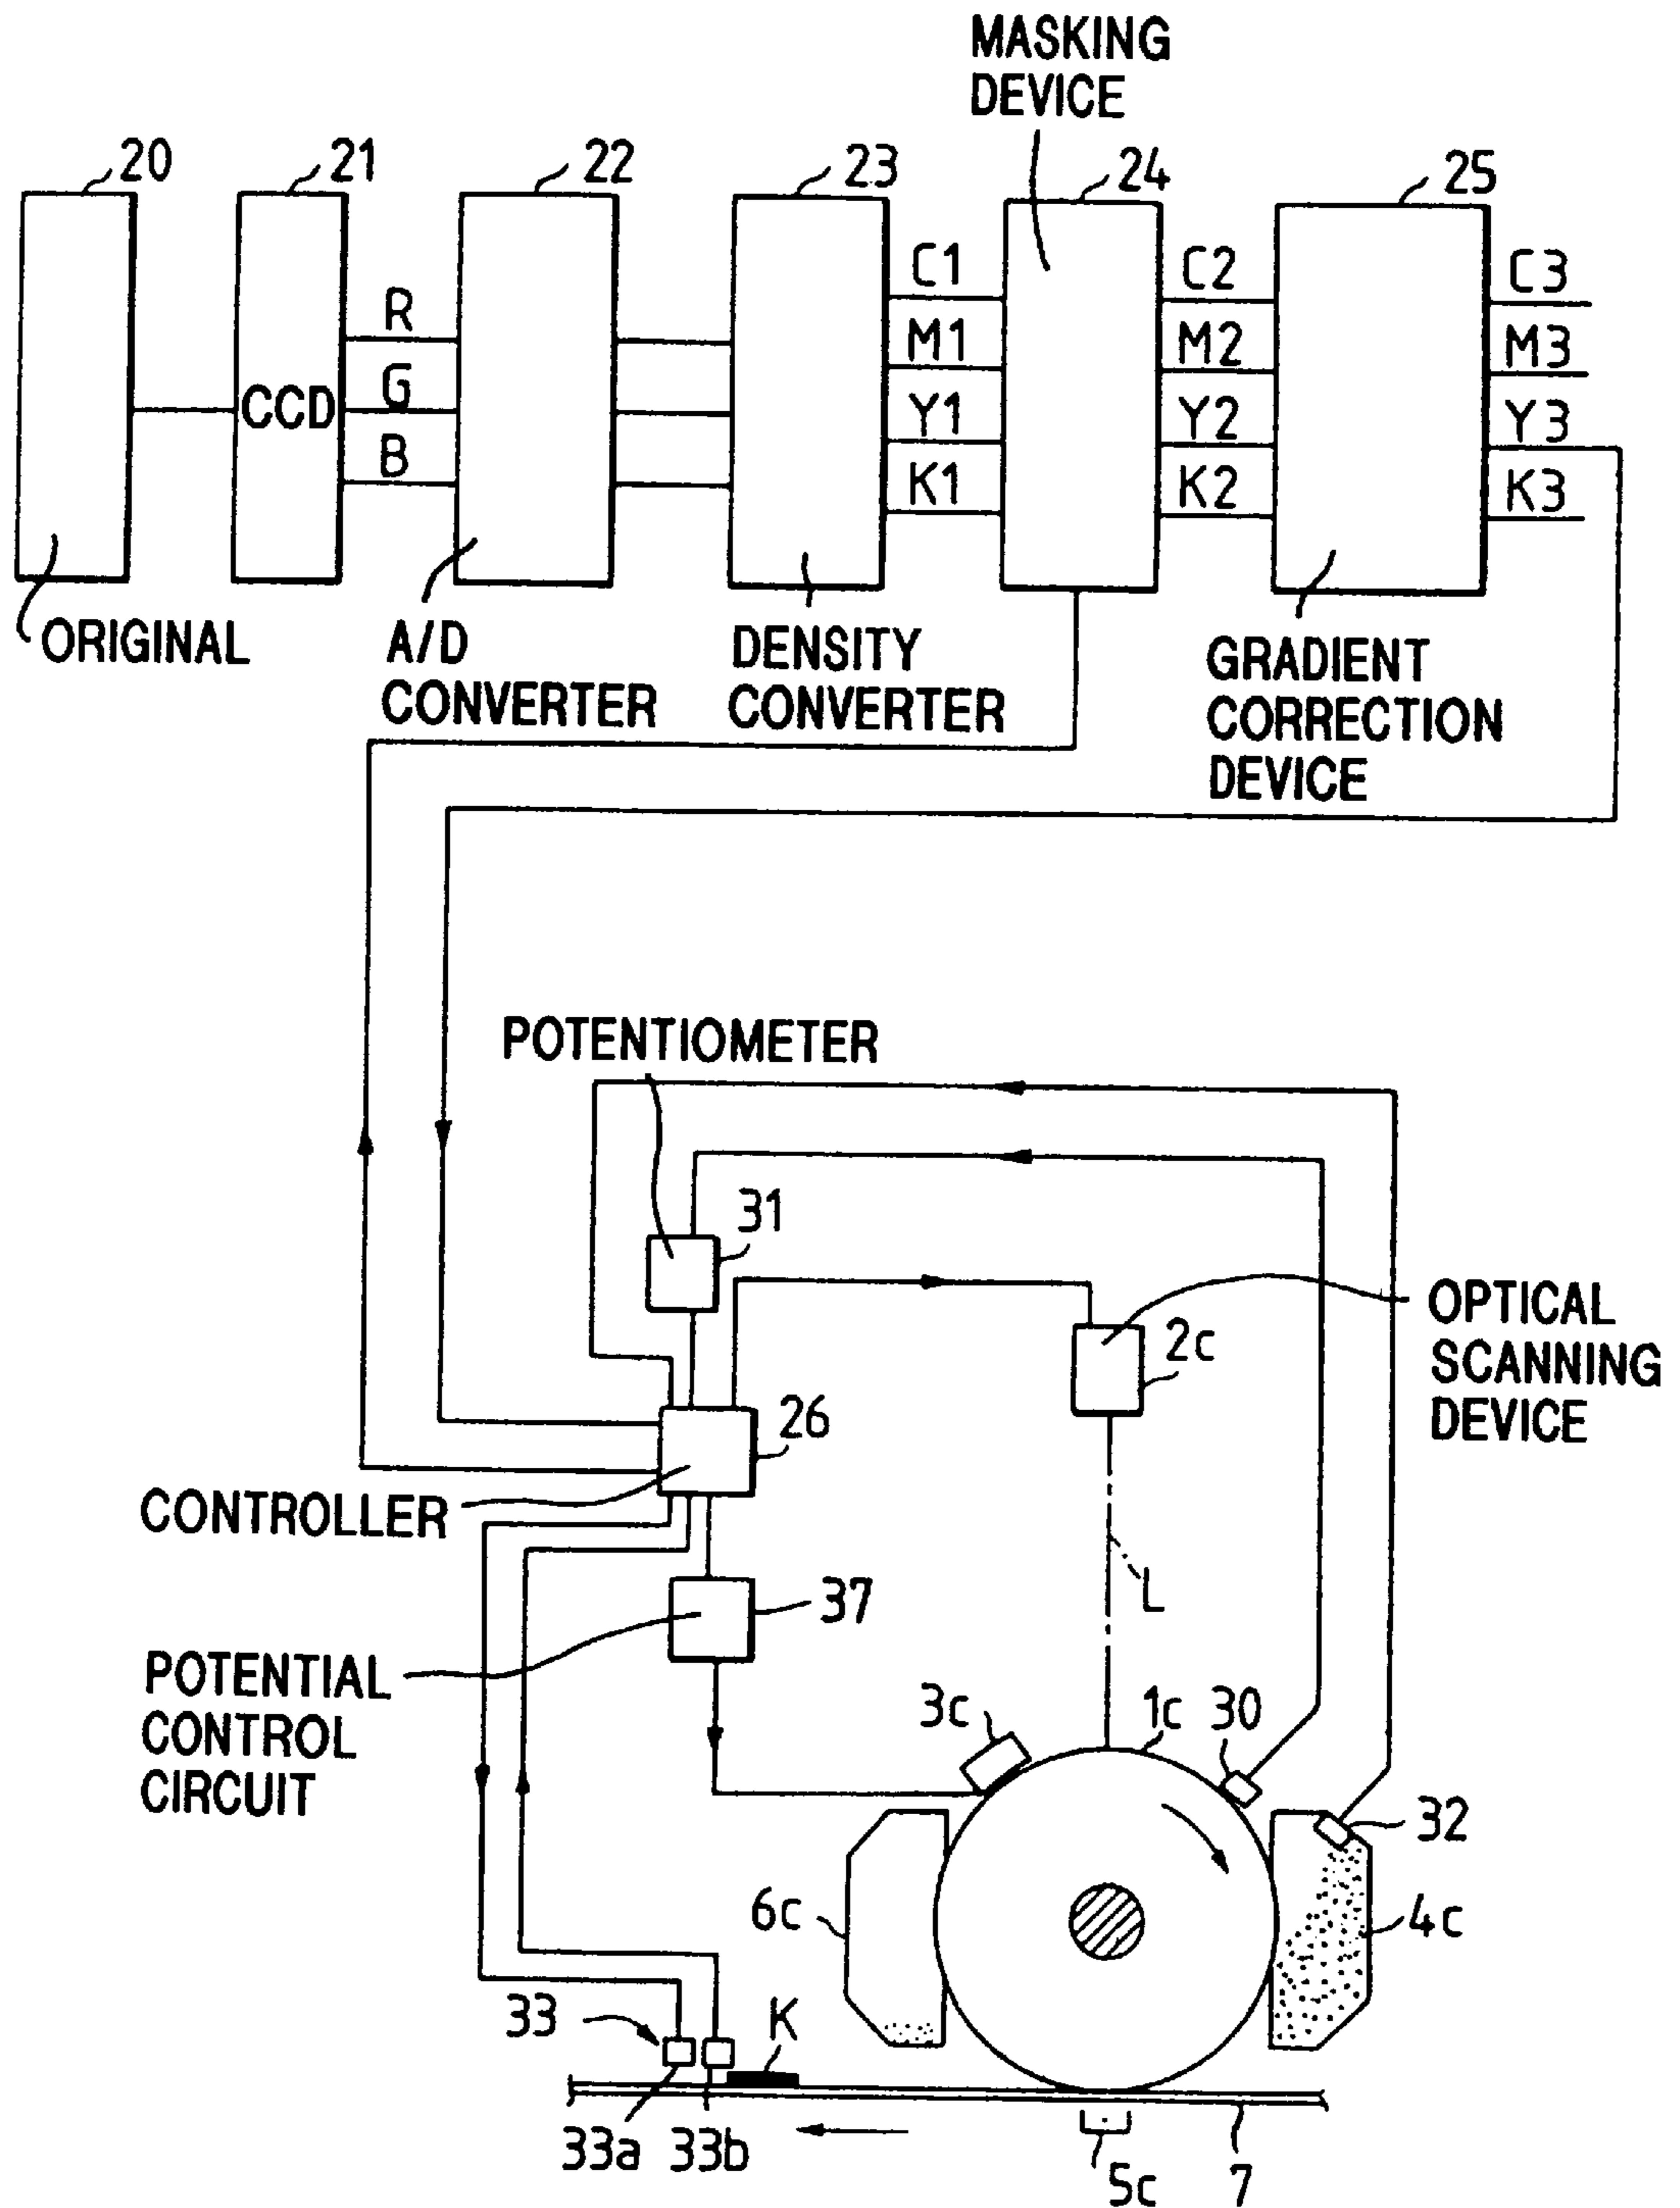 MASKING
DEVICE
20
21
22
23
24
25
C1
C2
C3
R
M1
M2
M3
G
CCD
Y1
Y2
Y3
B
K1
K2
K3
ORIGINAL
A/D
CONVERTER
DENSITY
CONVERTER
GRADIENT
CORRECTION
DEVICE
POTENTIOMETER
31
OPTICAL
SCANNING
DEVICE
2c
26
CONTROLLER
L
37
POTENTIAL
CONTROL
CIRCUIT
3c
1c
30
32
6c
4c
33
K
33a
33b
5c
7